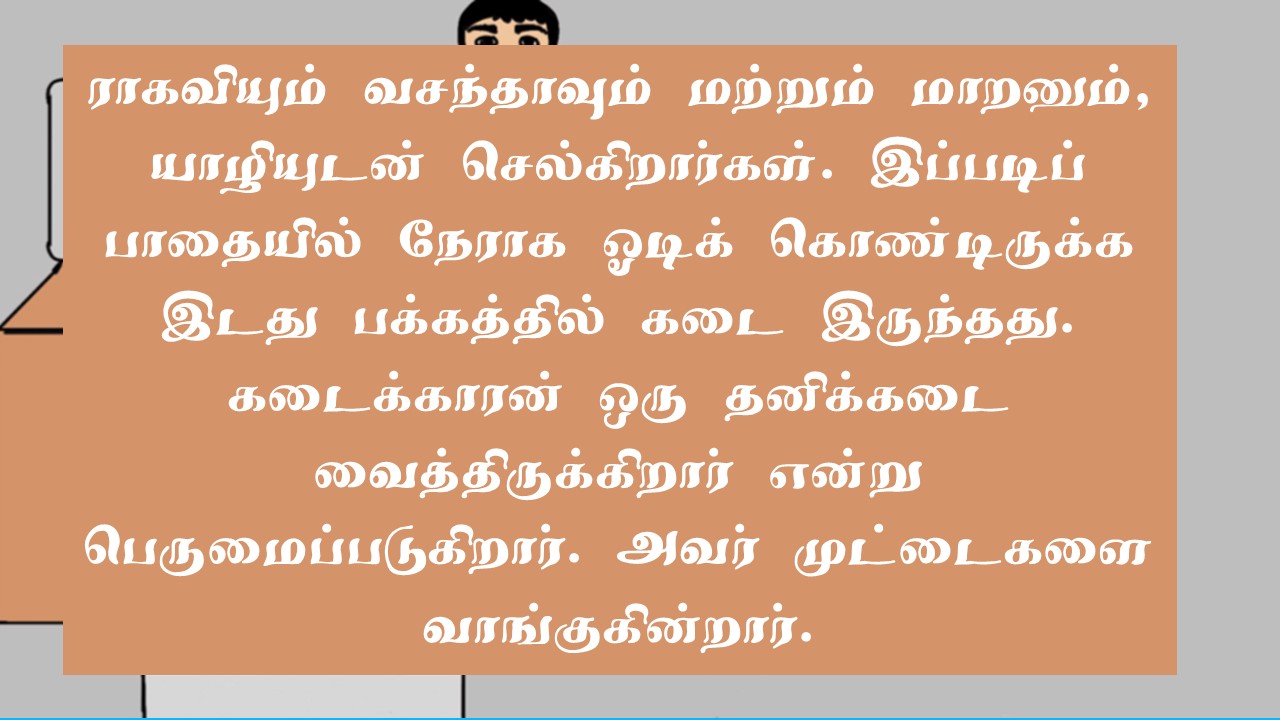 ராகவியும் வசந்தாவும் மற்றும் மாறனும்,
யாழியுடன் செல்கிறார்கள். இப்படிப்
பாதையில் நேராக ஓடிக் கொண்டிருக்க
இடது பக்கத்தில் கடை இருந்தது.
கடைக்காரன் ஒரு தனிக்கடை
வைத்திருக்கிறார் என்று
பெருமைப்படுகிறார். அவர் முட்டைகளை
வாங்குகின்றார்.